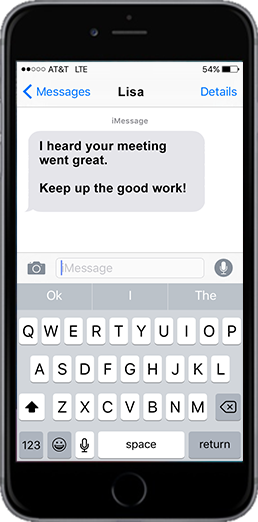 AT&T LTE 54%
Messages Lisa Details
iMessage
I heard your meeting
went great.
Keep up the good work!
Message
Ok I The
Q W E R T Y U I O P
A S D F G H J K L
Z X C V B N M
123 space return